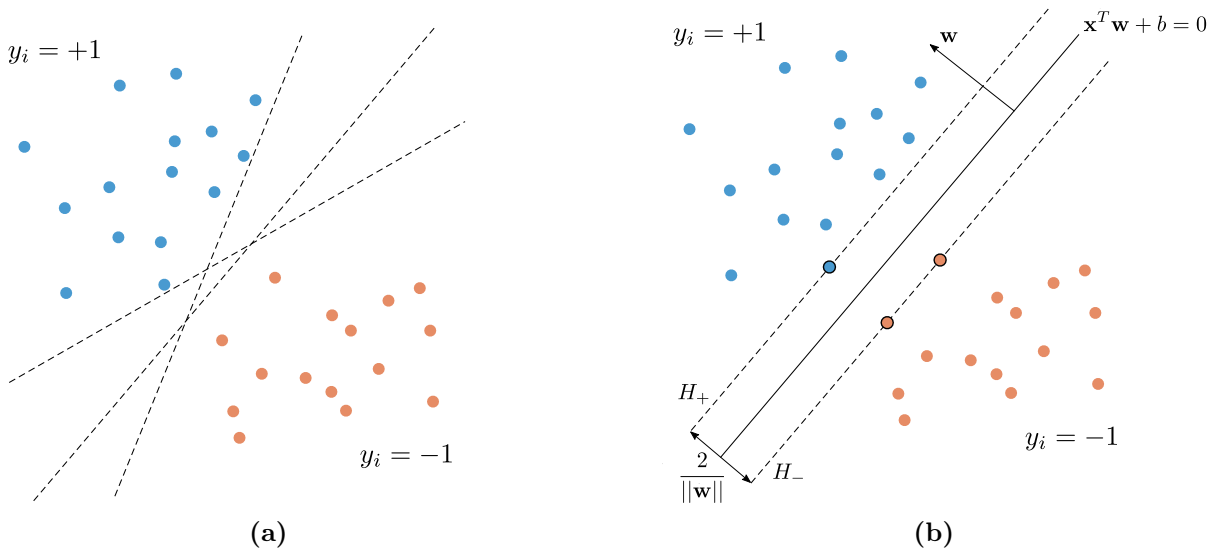 y_i = +1
y_i = −1
(a)
y_i = +1
w
x^T w + b = 0
H_+
2
||w||
H_−
y_i = −1
(b)